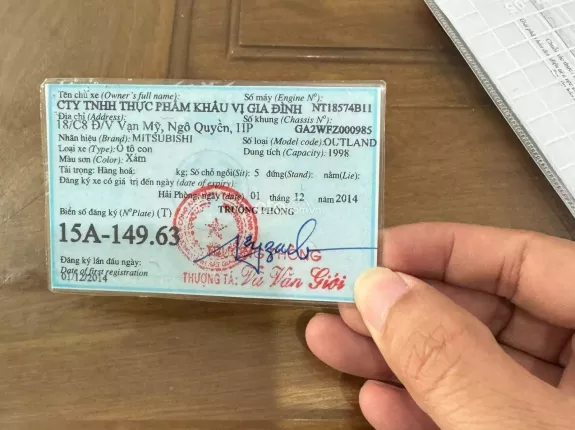 Tên chủ xe (Owner's full name): Số máy (Engine Nº): NT18574B11
CTY TNHH THỰC PHẨM KHẨU VỊ GIA ĐÌNH
Địa chỉ (Address): Số khung (Chassis Nº)
18/C8 Đ/V Vạn Mỹ, Ngô Quyền, HP GA2WFZ000985
Nhãn hiệu (Brand): MITSUBISHI Số loại (Model code): OUTLAND
Loại xe (Type): Ô tô con Dung tích (Capacity): 1998
Màu sơn (Color): Xám
Tải trọng: Hàng hoá: kg; Số chỗ ngồi(Sit): 5 đứng(Stand): nằm(Lie):
Đăng ký xe có giá trị đến ngày (date of expiry):
Hải Phòng, ngày (date) 01 tháng 12 năm 2014
Biển số đăng ký (NºPlate) (T) TRƯỞNG PHÒNG
15A-149.63
Đăng ký lần đầu ngày:
Date of first registration
01/12/2014
THƯỢNG TÁ: Vũ Văn Giới